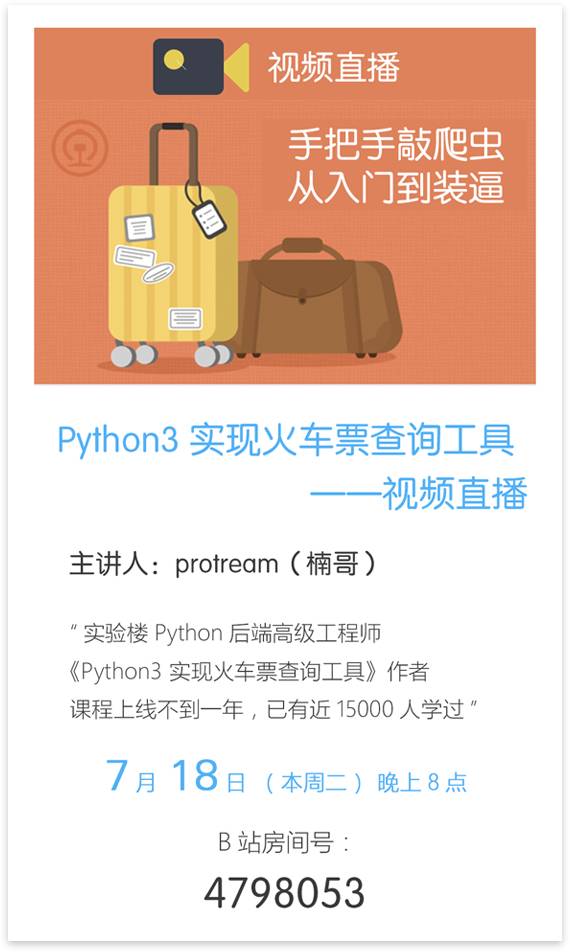 视频直播
手把手敲爬虫
从入门到装逼
Python3 实现火车票查询工具
——视频直播
主讲人：protream（楠哥）
“ 实验楼 Python 后端高级工程师
《Python3 实现火车票查询工具》作者
课程上线不到一年，已有近 15000 人学过 ”
7 月 18 日 （本周二） 晚上 8 点
B 站房间号：
4798053